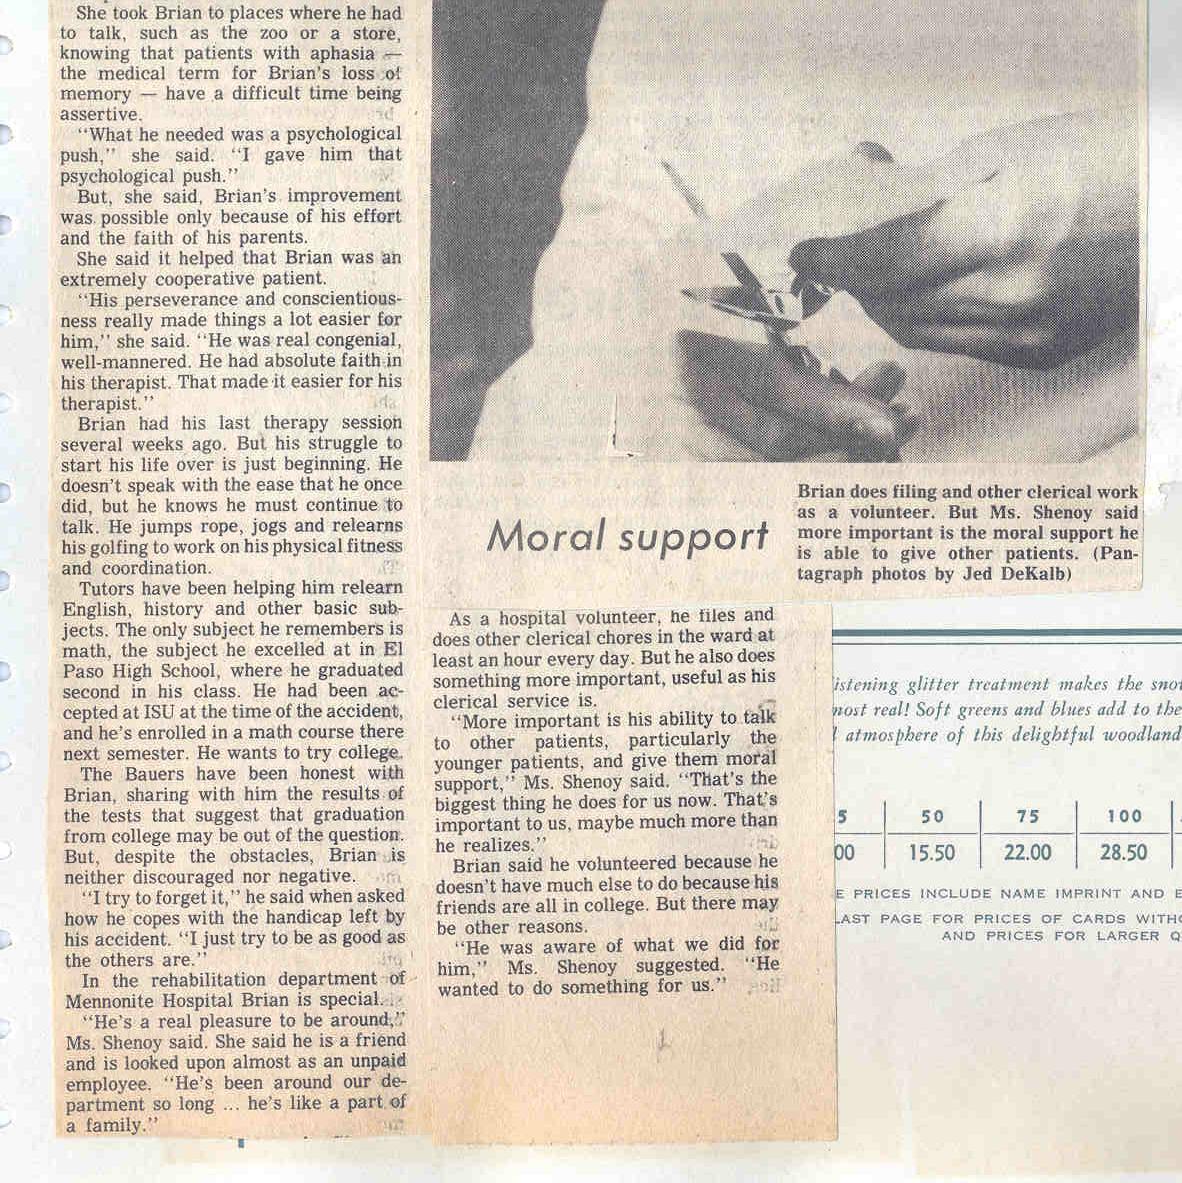 She took Brian to places where he had
to talk, such as the zoo or a store,
knowing that patients with aphasia —
the medical term for Brian's loss of
memory — have a difficult time being
assertive.
"What he needed was a psychological
push," she said. "I gave him that
psychological push."
But, she said, Brian's improvement
was possible only because of his effort
and the faith of his parents.
She said it helped that Brian was an
extremely cooperative patient.
"His perseverance and conscientious-
ness really made things a lot easier for
him," she said. "He was real congenial,
well-mannered. He had absolute faith in
his therapist. That made it easier for his
therapist."
Brian had his last therapy session
several weeks ago. But his struggle to
start his life over is just beginning. He
doesn't speak with the ease that he once
did, but he knows he must continue to
talk. He jumps rope, jogs and relearns
his golfing to work on his physical fitness
and coordination.
Tutors have been helping him relearn
English, history and other basic sub-
jects. The only subject he remembers is
math, the subject he excelled at in El
Paso High School, where he graduated
second in his class. He had been ac-
cepted at ISU at the time of the accident,
and he's enrolled in a math course there
next semester. He wants to try college.
The Bauers have been honest with
Brian, sharing with him the results of
the tests that suggest that graduation
from college may be out of the question.
But, despite the obstacles, Brian is
neither discouraged nor negative.
"I try to forget it," he said when asked
how he copes with the handicap left by
his accident. "I just try to be as good as
the others are."
In the rehabilitation department of
Mennonite Hospital Brian is special.
"He's a real pleasure to be around,"
Ms. Shenoy said. She said he is a friend
and is looked upon almost as an unpaid
employee. "He's been around our de-
partment so long ... he's like a part of
a family."
Moral support
Brian does filing and other clerical work
as a volunteer. But Ms. Shenoy said
more important is the moral support he
is able to give other patients. (Pan-
tagraph photos by Jed DeKalb)
As a hospital volunteer, he files and
does other clerical chores in the ward at
least an hour every day. But he also does
something more important, useful as his
clerical service is.
"More important is his ability to talk
to other patients, particularly the
younger patients, and give them moral
support," Ms. Shenoy said. "That's the
biggest thing he does for us now. That's
important to us, maybe much more than
he realizes."
Brian said he volunteered because he
doesn't have much else to do because his
friends are all in college. But there may
be other reasons.
"He was aware of what we did for
him," Ms. Shenoy suggested. "He
wanted to do something for us."
glitter treatment makes the
real! Soft greens and blues add to the
atmosphere of this delightful woodland
5 50 75 100
00 15.50 22.00 28.50
PRICES INCLUDE NAME IMPRINT AND
PAGE FOR PRICES OF CARDS
AND PRICES FOR LARGER